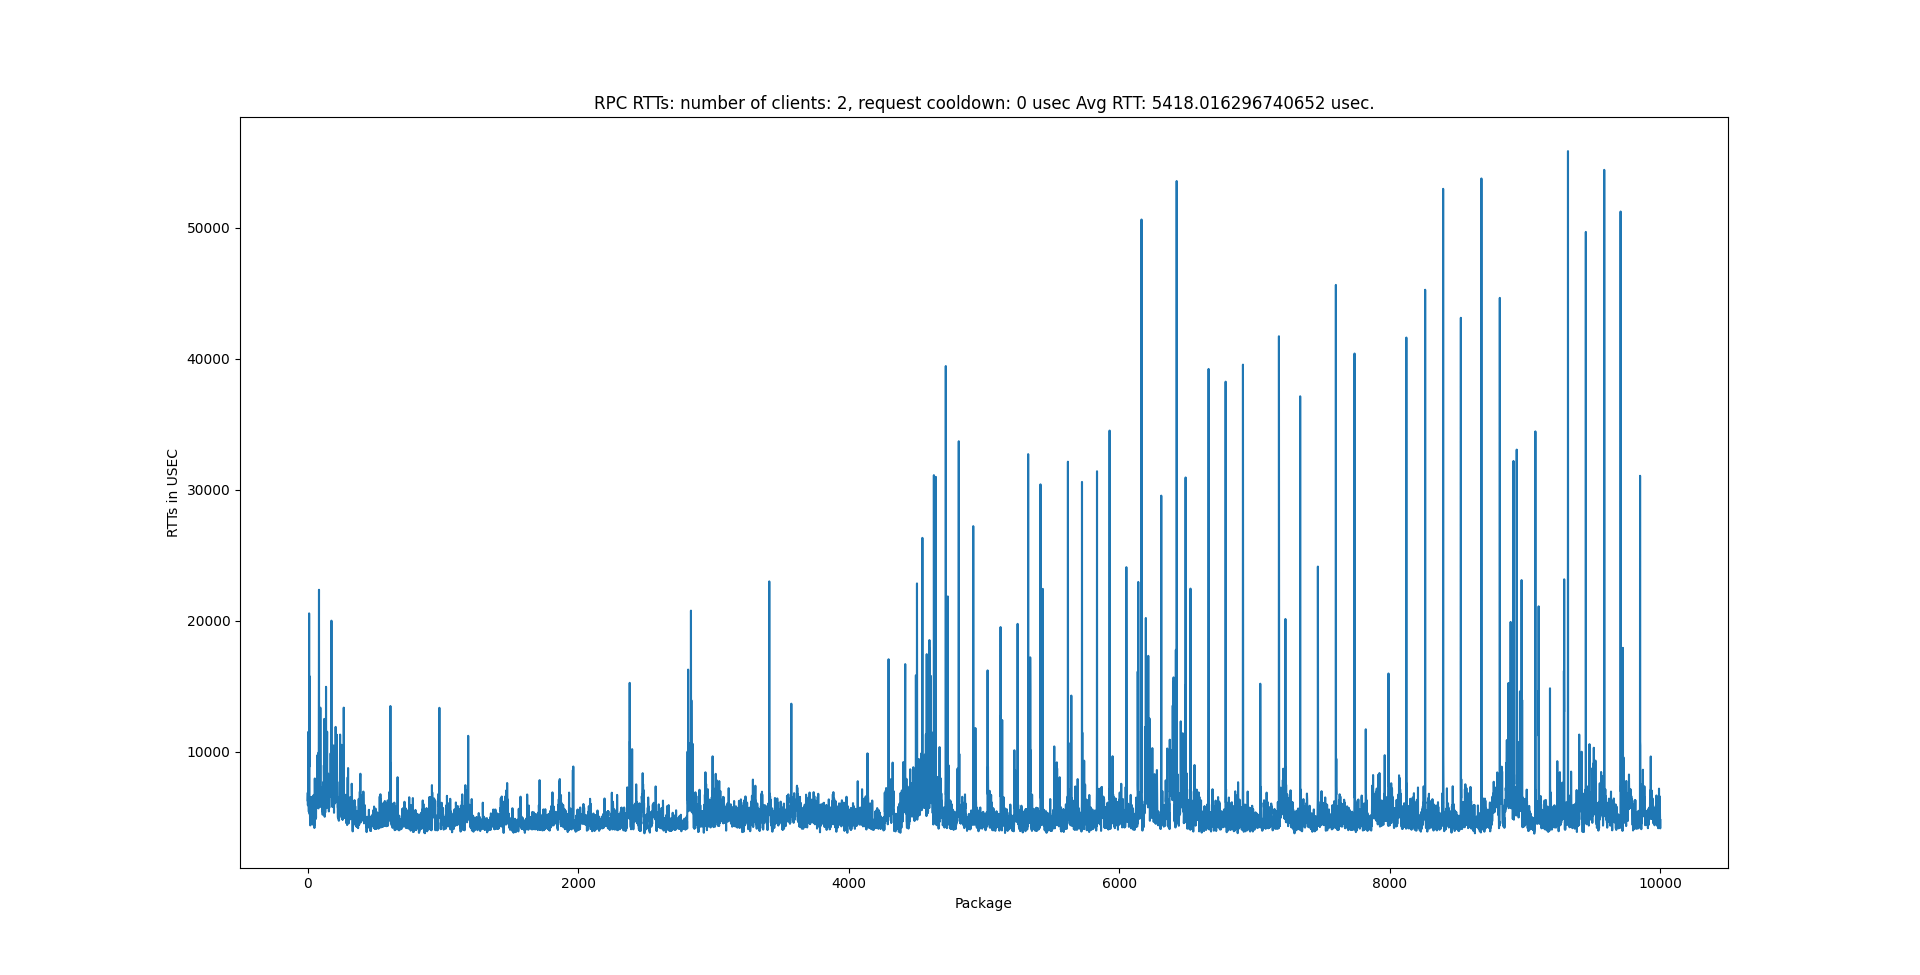 RPC RTTs: number of clients: 2, request cooldown: 0 usec Avg RTT: 5418.016296740652 usec.
50000
40000
30000
20000
10000
RTTs in USEC
0 2000 4000 6000 8000 10000
Package